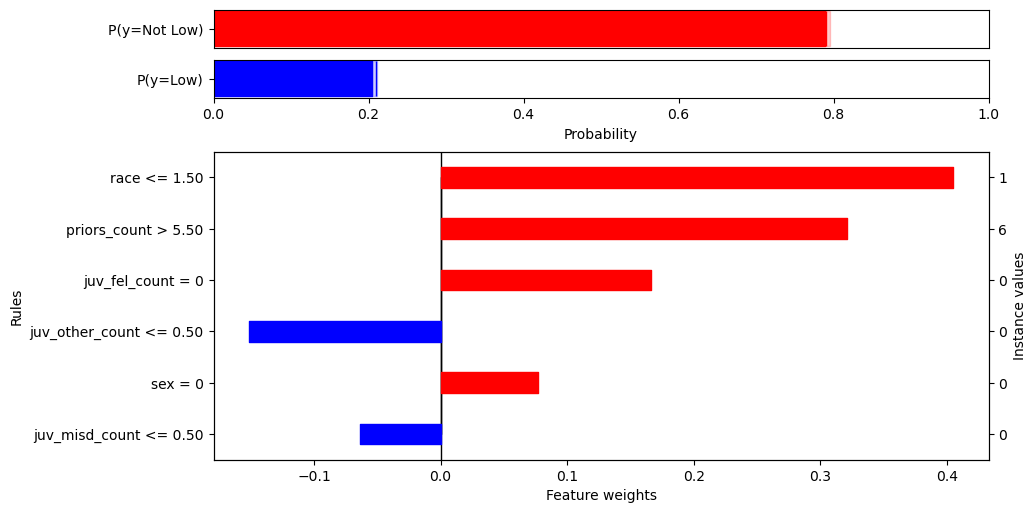 P(y=Not Low)
P(y=Low)
0.0 0.2 0.4 0.6 0.8 1.0
Probability
race <= 1.50 1
priors_count > 5.50 6
juv_fel_count = 0 0
juv_other_count <= 0.50 0
sex = 0 0
juv_misd_count <= 0.50 0
Rules
Instance values
−0.1 0.0 0.1 0.2 0.3 0.4
Feature weights